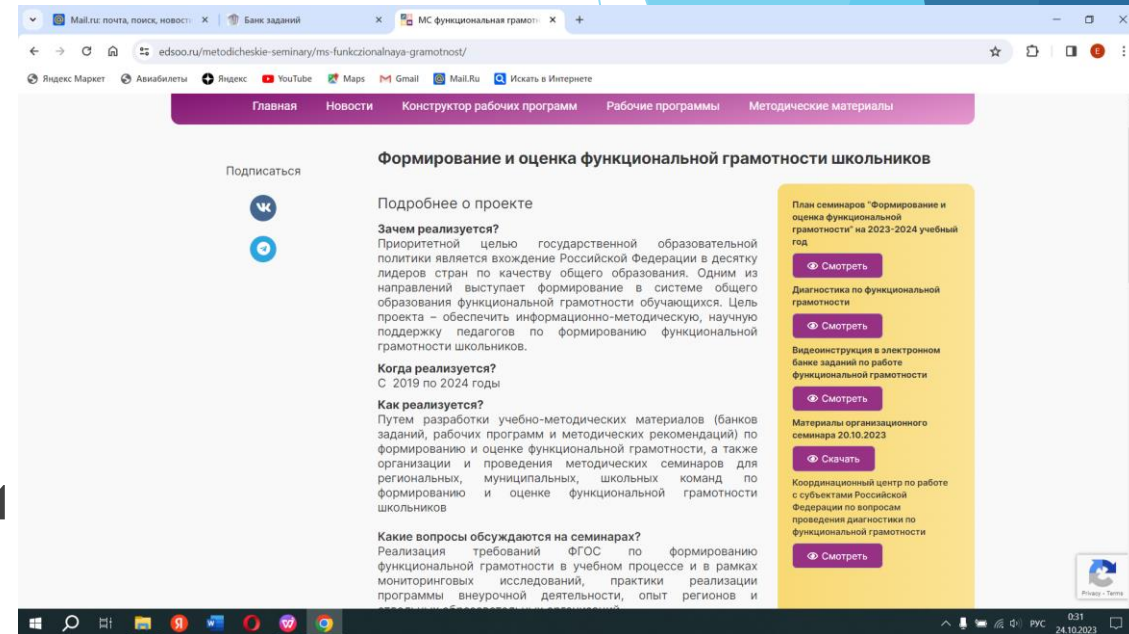 Mail.ru: почта, поиск, новост
Банк заданий
МС функциональная грамотн
edsoo.ru/metodicheskie-seminary/ms-funkczionalnaya-gramotnost/
E
Яндекс Маркет
Авиабилеты
Яндекс
YouTube
Maps
Gmail
Mail.Ru
Искать в Интернете
Главная
Новости
Конструктор рабочих программ
Рабочие программы
Методические материалы
Подписаться
Формирование и оценка функциональной грамотности школьников
Подробнее о проекте
Зачем реализуется?
Приоритетной целью государственной образовательной
политики является вхождение Российской Федерации в десятку
лидеров стран по качеству общего образования. Одним из
направлений выступает формирование в системе общего
образования функциональной грамотности обучающихся. Цель
проекта – обеспечить информационно-методическую, научную
поддержку педагогов по формированию функциональной
грамотности школьников.
Когда реализуется?
С 2019 по 2024 годы
Как реализуется?
Путем разработки учебно-методических материалов (банков
заданий, рабочих программ и методических рекомендаций) по
формированию и оценке функциональной грамотности, а также
организации и проведения методических семинаров для
региональных, муниципальных, школьных команд по
формированию и оценке функциональной грамотности
школьников
Какие вопросы обсуждаются на семинарах?
Реализация требований ФГОС по формированию
функциональной грамотности в учебном процессе и в рамках
мониторинговых исследований, практики реализации
программы внеурочной деятельности, опыт регионов и
План семинаров "Формирование и
оценка функциональной
грамотности" на 2023-2024 учебный
год
Смотреть
Диагностика по функциональной
грамотности
Смотреть
Видеоинструкция в электронном
банке заданий по работе
функциональной грамотности
Смотреть
Материалы организационного
семинара 20.10.2023
Скачать
Координационный центр по работе
с субъектами Российской
Федерации по вопросам
проведения диагностики по
функциональной грамотности
Смотреть
Privacy - Terms
РУС
0:31
24.10.2023